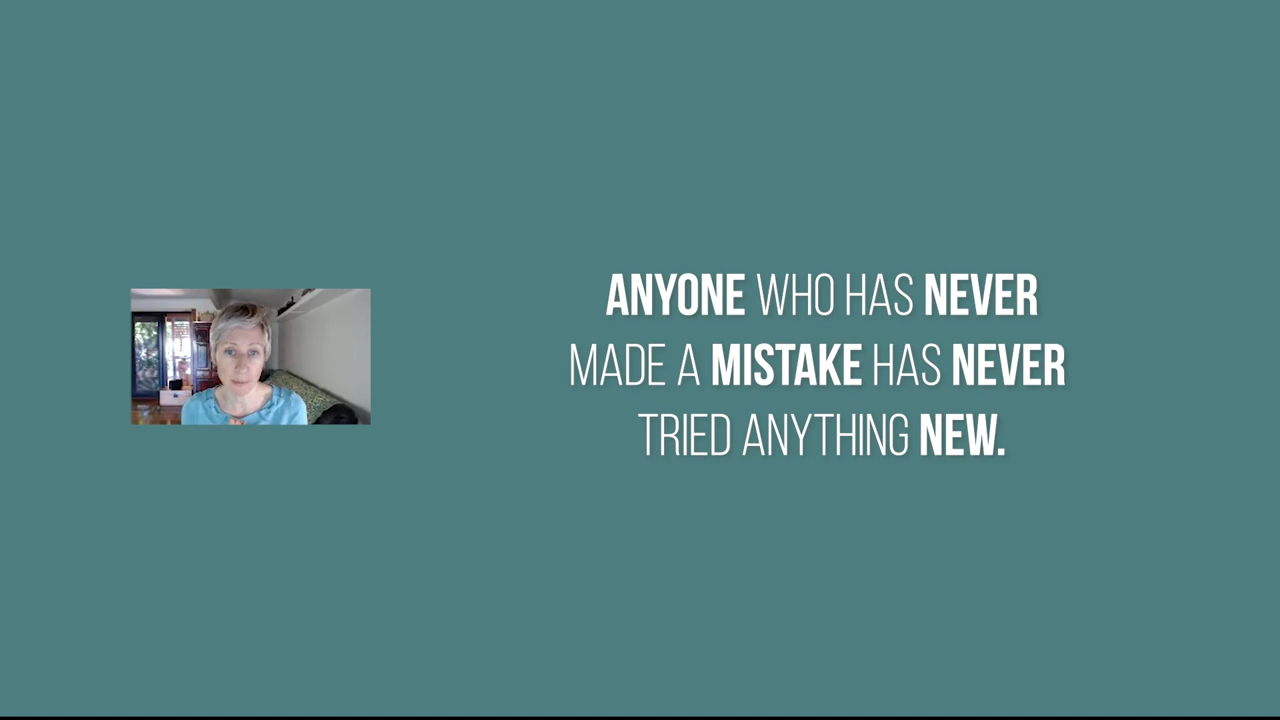 ANYONE WHO HAS NEVER
MADE A MISTAKE HAS NEVER
TRIED ANYTHING NEW.